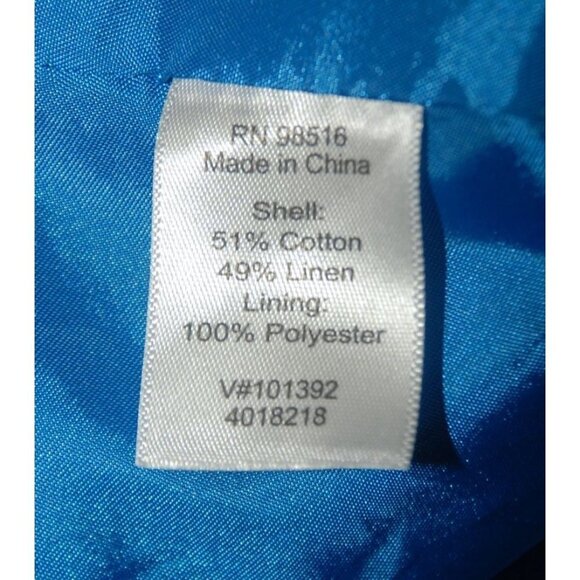 RN 98516
Made in China
Shell:
51% Cotton
49% Linen
Lining:
100% Polyester
V#101392
4018218